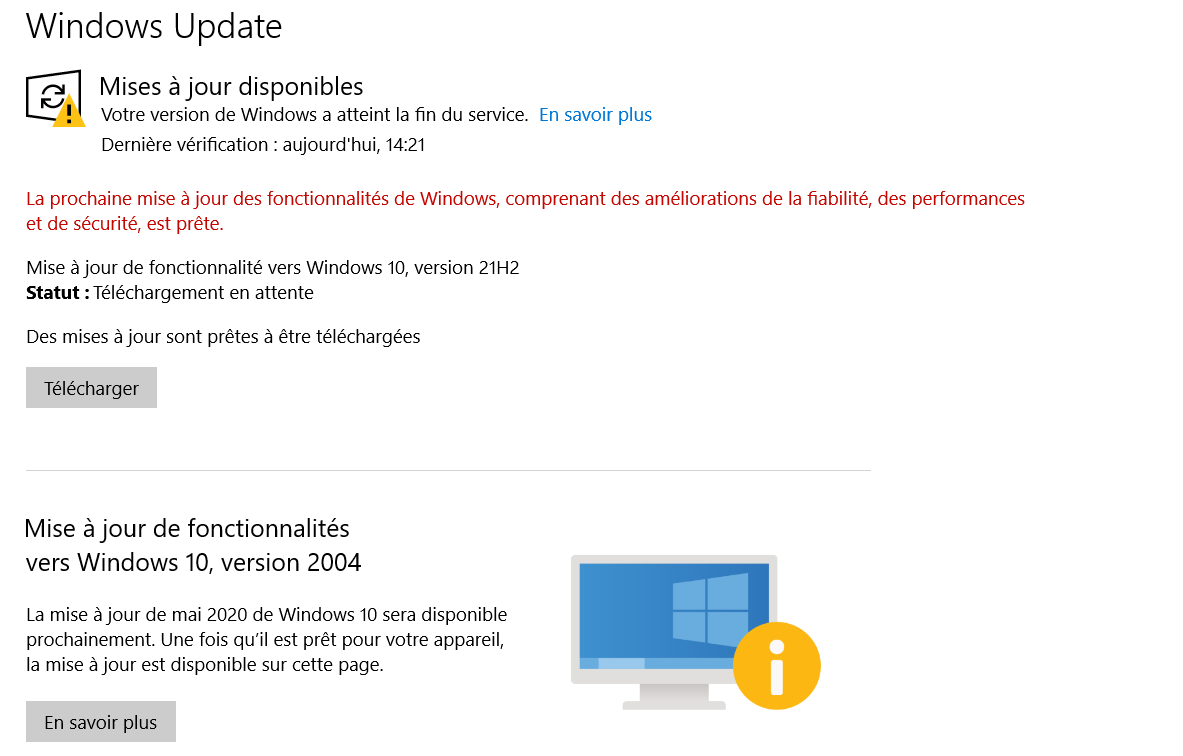 Windows Update
Mises à jour disponibles
Votre version de Windows a atteint la fin du service. En savoir plus
Dernière vérification : aujourd'hui, 14:21
La prochaine mise à jour des fonctionnalités de Windows, comprenant des améliorations de la fiabilité, des performances
et de sécurité, est prête.
Mise à jour de fonctionnalité vers Windows 10, version 21H2
Statut : Téléchargement en attente
Des mises à jour sont prêtes à être téléchargées
Télécharger
Mise à jour de fonctionnalités
vers Windows 10, version 2004
La mise à jour de mai 2020 de Windows 10 sera disponible
prochainement. Une fois qu’il est prêt pour votre appareil,
la mise à jour est disponible sur cette page.
En savoir plus